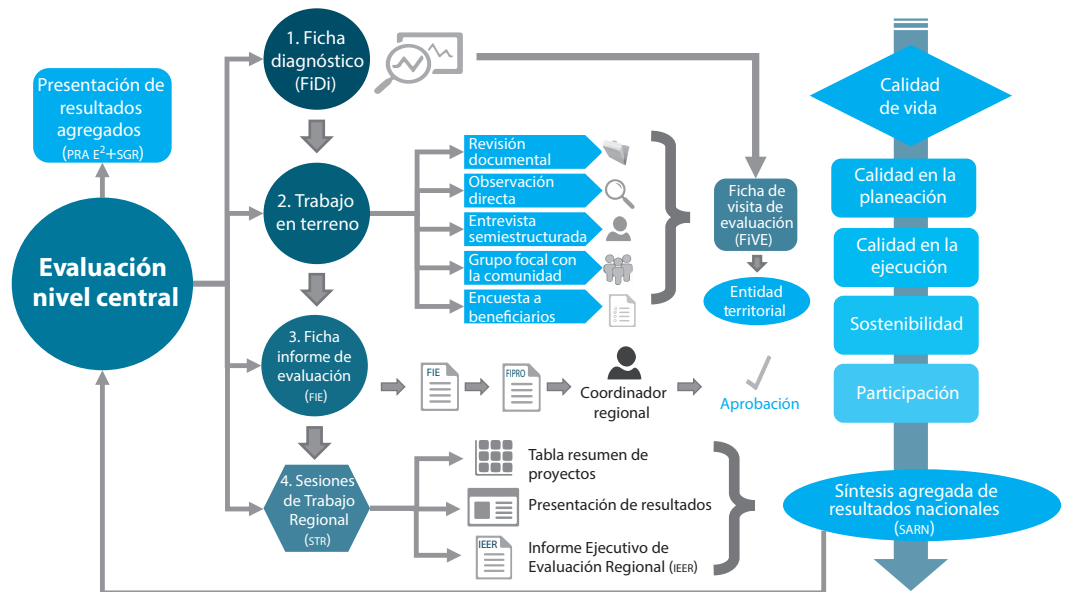 Presentación de
resultados
agregados
(PRA E²+SGR)
Evaluación
nivel central
1. Ficha
diagnóstico
(FiDi)
2. Trabajo
en terreno
Revisión
documental
Observación
directa
Entrevista
semiestructurada
Grupo focal con
la comunidad
Encuesta a
beneficiarios
Ficha de
visita de
evaluación
(FiVE)
Entidad
territorial
3. Ficha
informe de
evaluación
(FIE)
FIE
FIPRO
Coordinador
regional
Aprobación
4. Sesiones
de Trabajo
Regional
(STR)
Tabla resumen de
proyectos
Presentación de resultados
IEER
Informe Ejecutivo de
Evaluación Regional (IEER)
Calidad
de vida
Calidad en la
planeación
Calidad en la
ejecución
Sostenibilidad
Participación
Síntesis agregada de
resultados nacionales
(SARN)